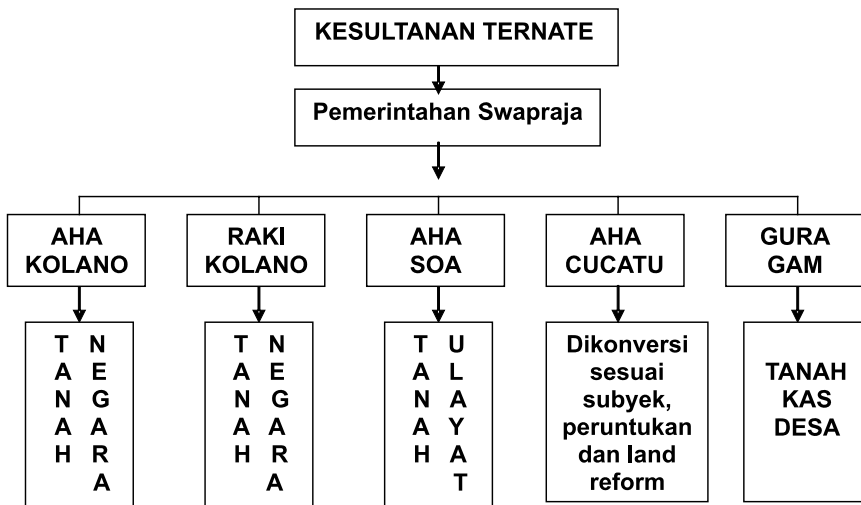 KESULTANAN TERNATE
Pemerintahan Swapraja
AHA
KOLANO
RAKI
KOLANO
AHA
SOA
AHA
CUCATU
GURA
GAM
TANAH
NEGARA
TANAH
NEGARA
TANAH
ULAYAT
Dikonversi
sesuai
subyek,
peruntukan
dan land
reform
TANAH
KAS
DESA